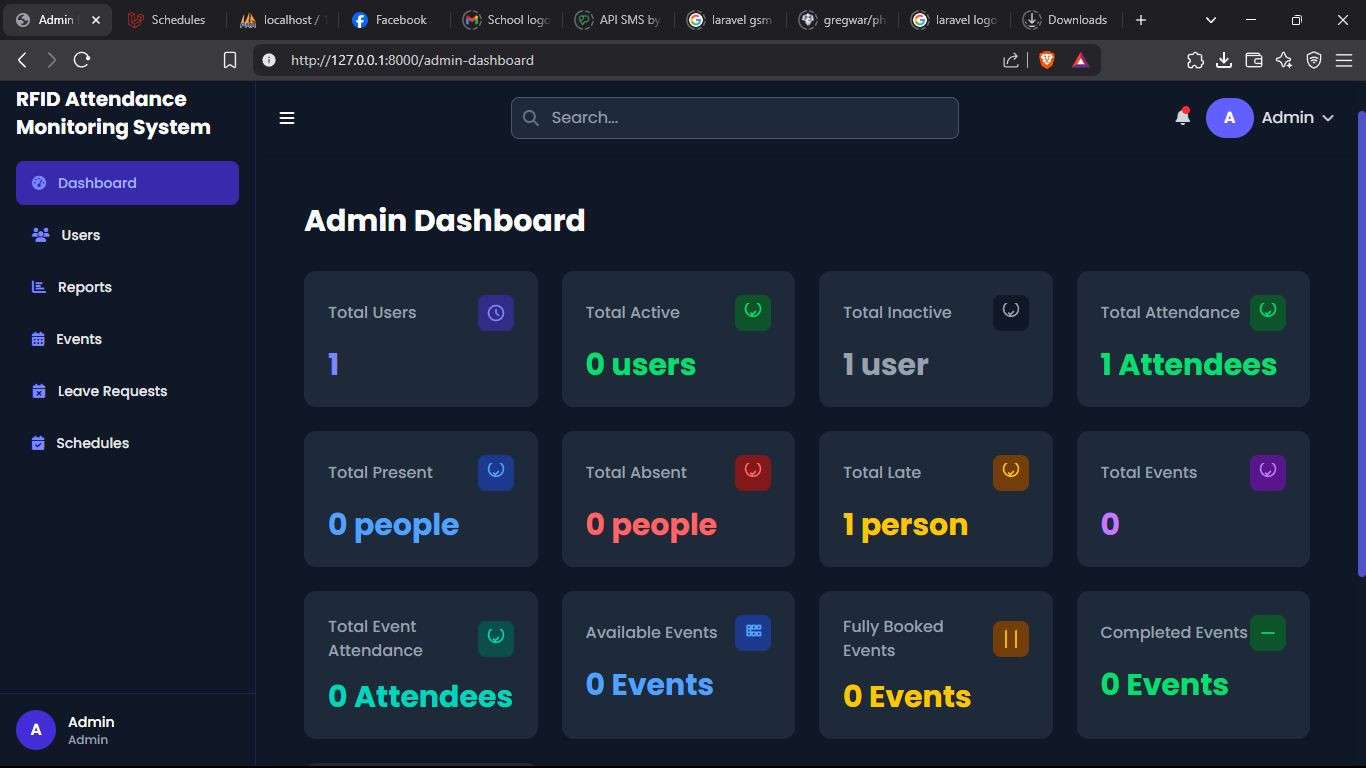 Admin
Schedules
localhost /
Facebook
School logo
API SMS by
laravel gsm
gregwar/ph
laravel logo
Downloads
http://127.0.0.1:8000/admin-dashboard
RFID Attendance
Monitoring System
Search...
A
Admin
Dashboard
Users
Reports
Events
Leave Requests
Schedules
Admin Dashboard
Total Users
1
Total Active
0 users
Total Inactive
1 user
Total Attendance
1 Attendees
Total Present
0 people
Total Absent
0 people
Total Late
1 person
Total Events
0
Total Event
Attendance
0 Attendees
Available Events
0 Events
Fully Booked
Events
0 Events
Completed Events
0 Events
A
Admin
Admin